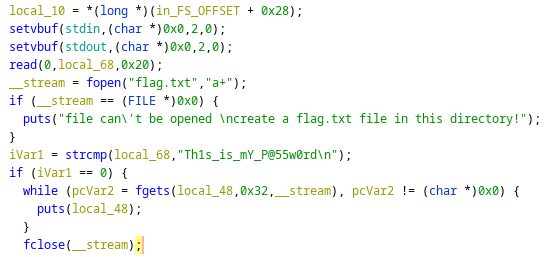 local_10 = *(long *)(in_FS_OFFSET + 0x28);
setvbuf(stdin,(char *)0x0,2,0);
setvbuf(stdout,(char *)0x0,2,0);
read(0,local_68,0x20);
__stream = fopen("flag.txt","a+");
if (__stream == (FILE *)0x0) {
  puts("file can\'t be opened \ncreate a flag.txt file in this directory!");
}
iVar1 = strcmp(local_68,"Th1s_is_mY_P@55w0rd\n");
if (iVar1 == 0) {
  while (pcVar2 = fgets(local_48,0x32,__stream), pcVar2 != (char *)0x0) {
    puts(local_48);
  }
  fclose(__stream);